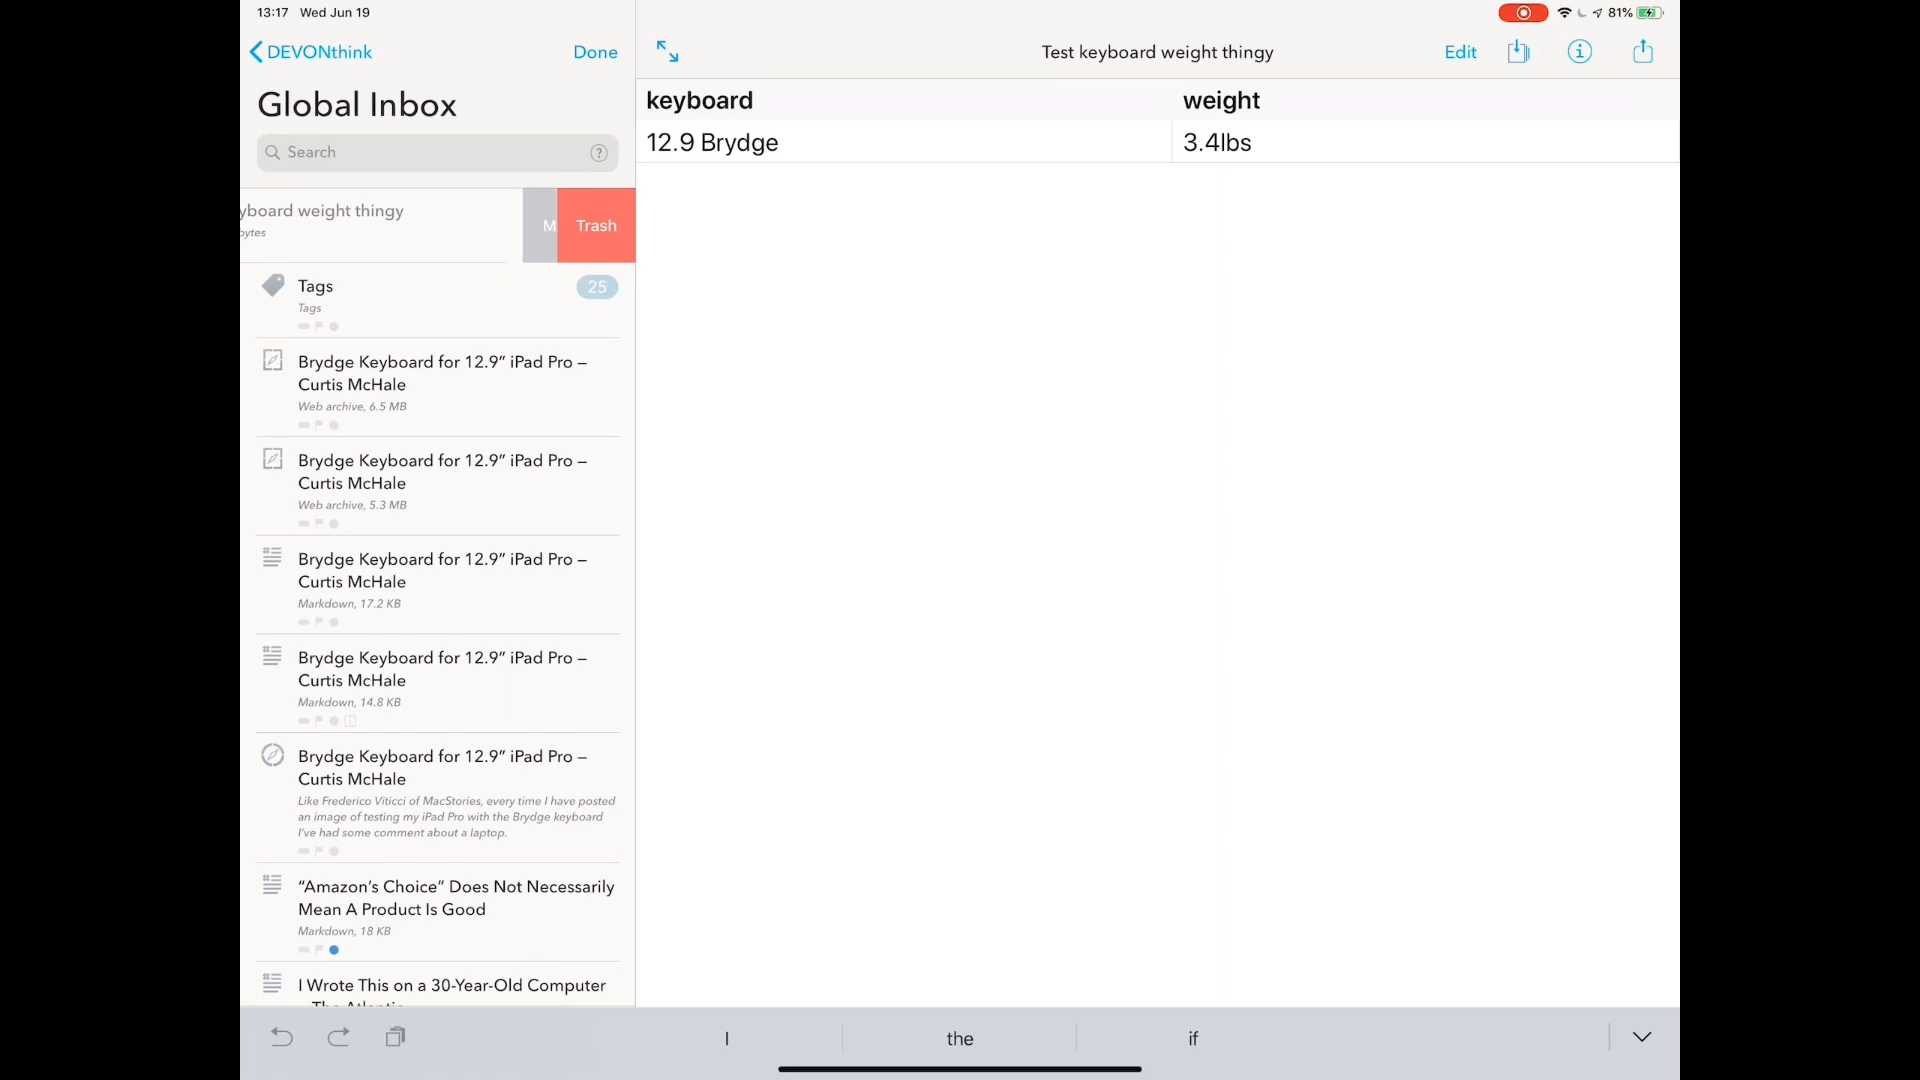 13:17 Wed Jun 19
81%
DEVONthink
Done
Test keyboard weight thingy
Edit
Global Inbox
Search
?
keyboard weight
12.9 Brydge 3.4lbs
yboard weight thingy
bytes
M
Trash
Tags
25
Tags
Brydge Keyboard for 12.9” iPad Pro –
Curtis McHale
Web archive, 6.5 MB
Brydge Keyboard for 12.9” iPad Pro –
Curtis McHale
Web archive, 5.3 MB
Brydge Keyboard for 12.9” iPad Pro –
Curtis McHale
Markdown, 17.2 KB
Brydge Keyboard for 12.9” iPad Pro –
Curtis McHale
Markdown, 14.8 KB
Brydge Keyboard for 12.9” iPad Pro –
Curtis McHale
Like Frederico Viticci of MacStories, every time I have posted
an image of testing my iPad Pro with the Brydge keyboard
I’ve had some comment about a laptop.
“Amazon’s Choice” Does Not Necessarily
Mean A Product Is Good
Markdown, 18 KB
I Wrote This on a 30-Year-Old Computer
– The Atlantic
I
the
if